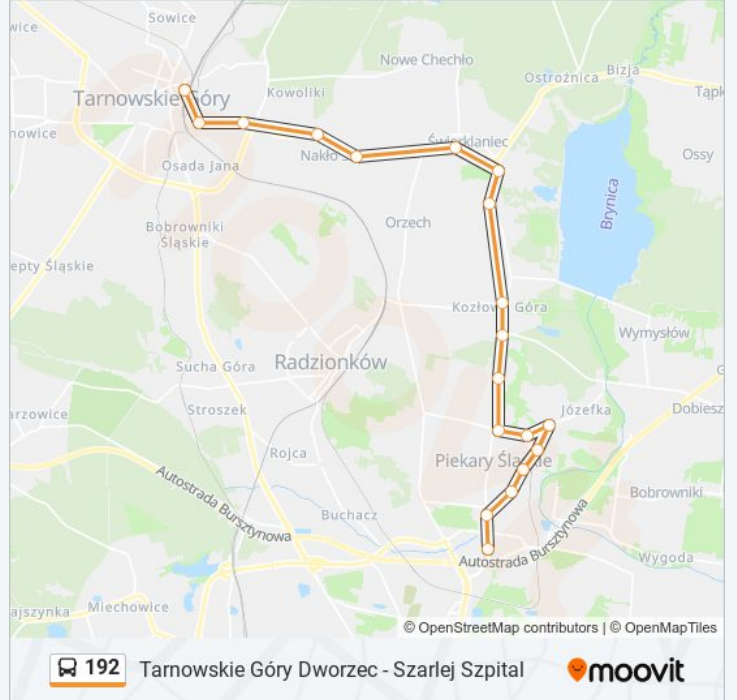 Sowice
wice
Nowe Chechło
Ostrożnica
Bizja
Tarnowskie Góry
Kowoliki
Tąpk
nowice
Świerklaniec
Nakło Ś
Ossy
Osada Jana
Brynica
Bobrowniki
Śląskie
Orzech
epty Śląskie
Kozłowa Góra
Wymysłów
Radzionków
Sucha Góra
G
arzowice
Stroszek
Józefka
Dobiesz
Rojca
Piekary Śląskie
Autostrada Bursztynowa
Bobrowniki
Buchacz
Autostrada Bursztynowa
Wygoda
ajszynka
Miechowice
© OpenStreetMap contributors | © OpenMapTiles
192 Tarnowskie Góry Dworzec - Szarlej Szpital moovit